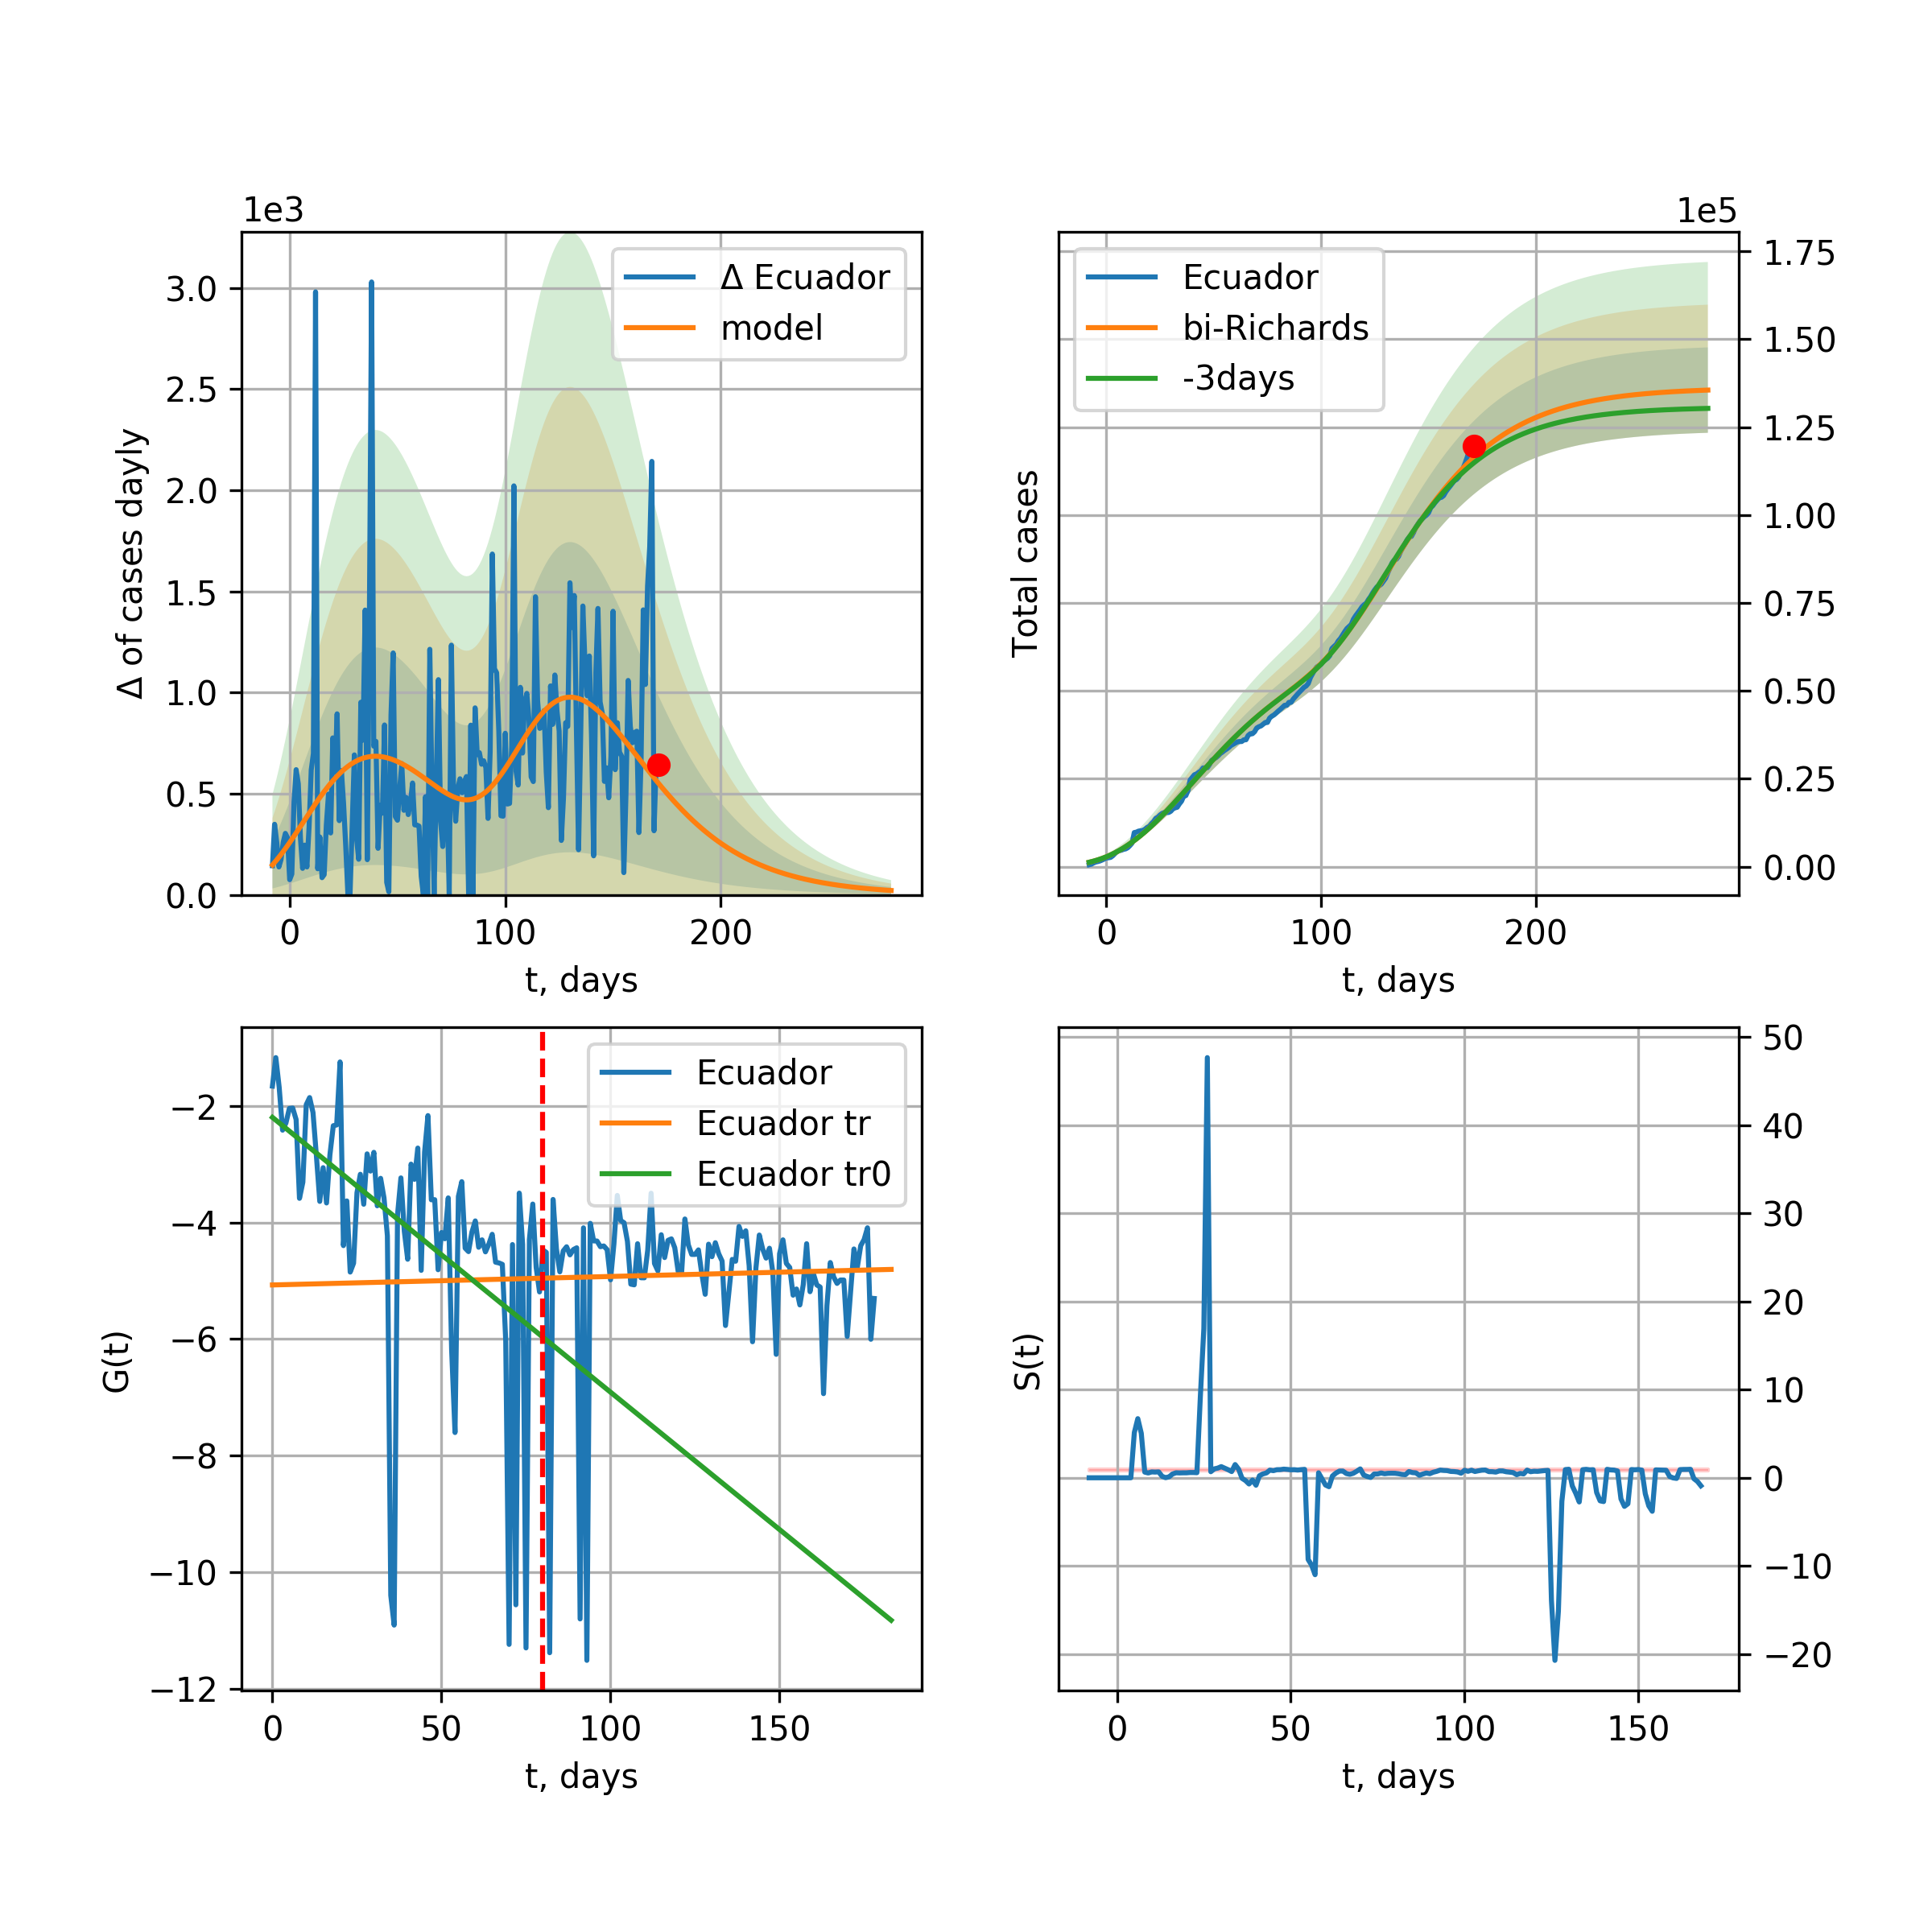 1e3
Δ Ecuador
model
3.0
2.5
2.0
1.5
1.0
0.5
0.0
Δ of cases dayly
0 100 200
t, days
1e5
Ecuador
bi-Richards
-3days
1.75
1.50
1.25
1.00
0.75
0.50
0.25
0.00
Total cases
0 100 200
t, days
Ecuador
Ecuador tr
Ecuador tr0
−2
−4
−6
−8
−10
−12
G(t)
0 50 100 150
t, days
50
40
30
20
10
0
−10
−20
S(t)
0 50 100 150
t, days